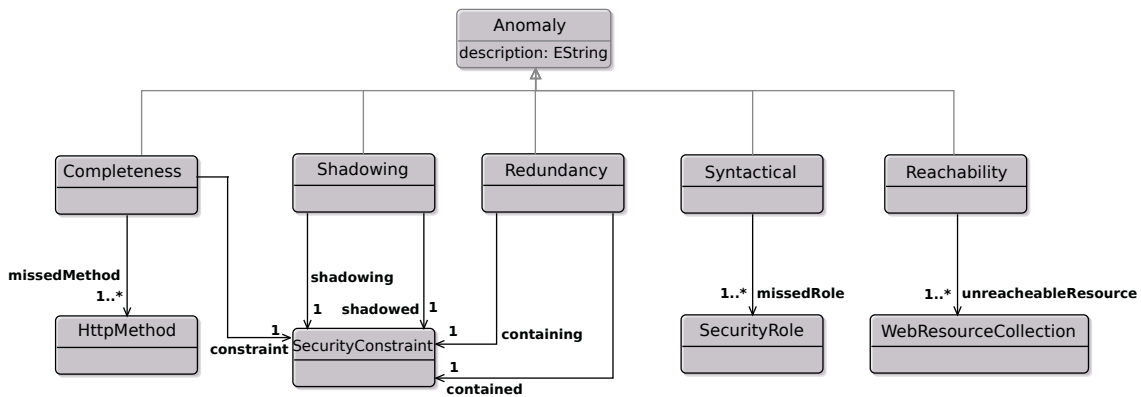 Anomaly
description: EString
Completeness
Shadowing
Redundancy
Syntactical
Reachability
missedMethod
1..*
shadowing
1
shadowed
1
1
constraint
1
containing
1
contained
1..*
missedRole
1..*
unreacheableResource
HttpMethod
SecurityConstraint
SecurityRole
WebResourceCollection